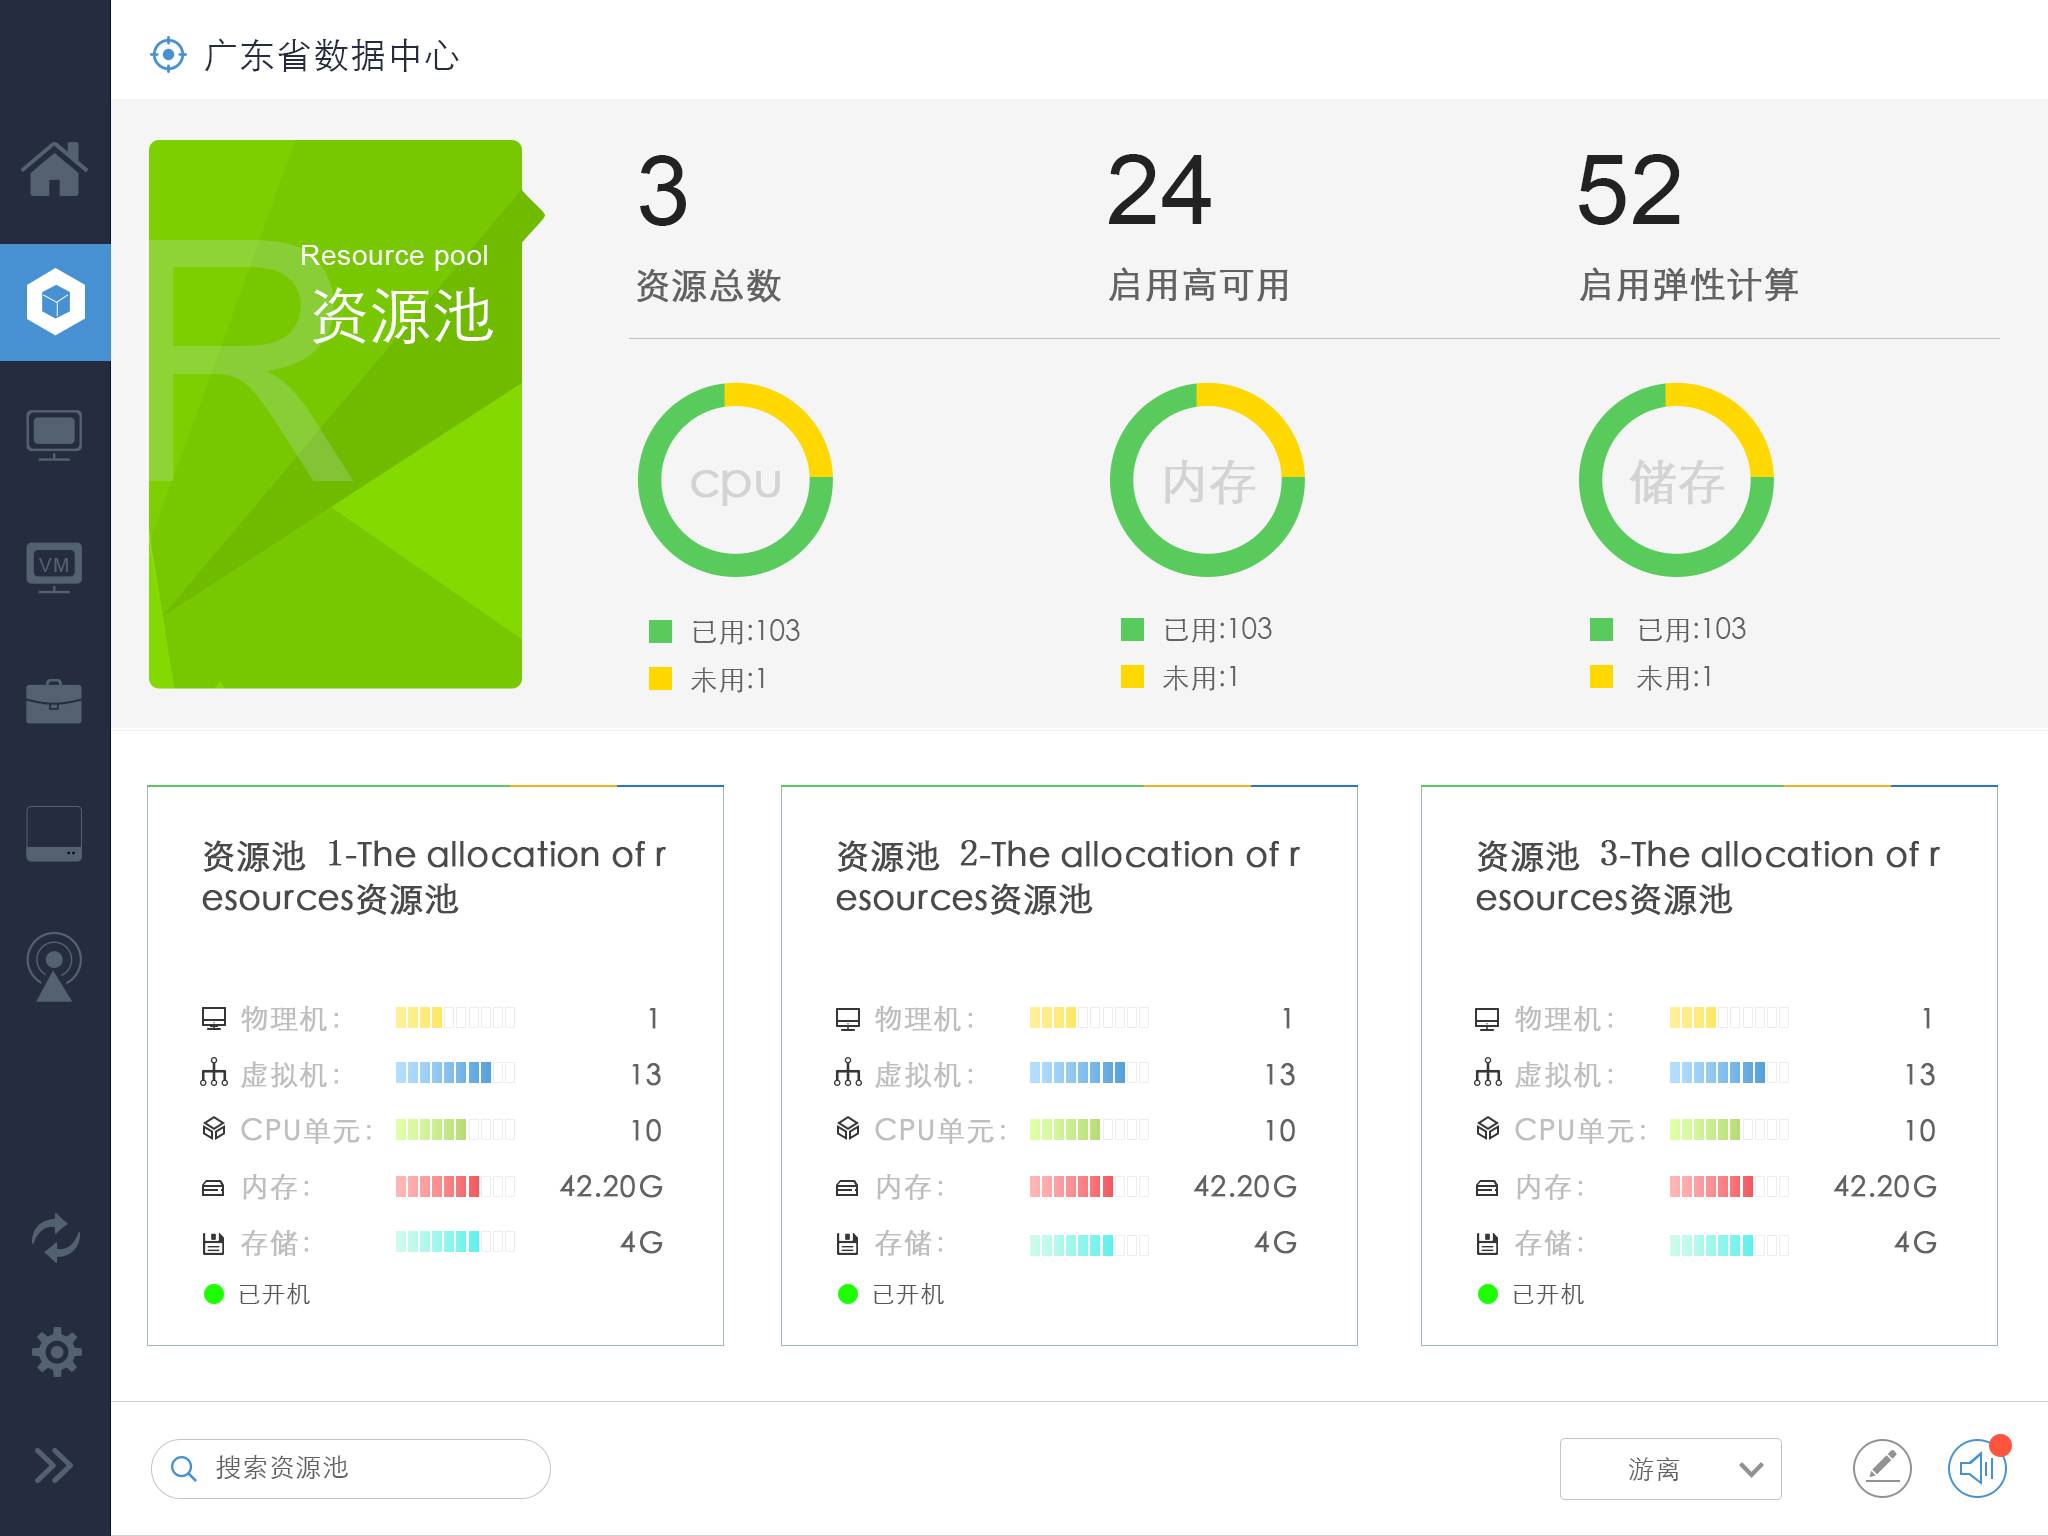 广东省数据中心
R
Resource pool
资源池
3
24
52
资源总数
启用高可用
启用弹性计算
cpu
内存
储存
已用:103
未用:1
已用:103
未用:1
已用:103
未用:1
VM
资源池 1-The allocation of r
esources资源池
物理机: 1
虚拟机: 13
CPU单元: 10
内存: 42.20G
存储: 4G
已开机
资源池 2-The allocation of r
esources资源池
物理机: 1
虚拟机: 13
CPU单元: 10
内存: 42.20G
存储: 4G
已开机
资源池 3-The allocation of r
esources资源池
物理机: 1
虚拟机: 13
CPU单元: 10
内存: 42.20G
存储: 4G
已开机
搜索资源池
游离